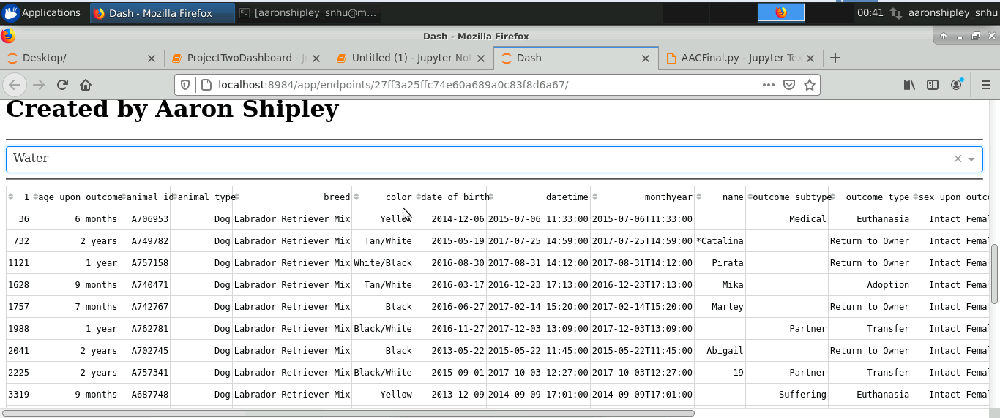 Applications Dash - Mozilla Firefox [aaronshipley_snhu@m... 00:41 aaronshipley_snhu
Dash - Mozilla Firefox
Desktop/ ProjectTwoDashboard - Ju Untitled (1) - Jupyter Not Dash AACFinal.py - Jupyter Tex
localhost:8984/app/endpoints/27ff3a25ffc74e60a689a0c83f8d6a67/
Created by Aaron Shipley
Water
1 age_upon_outcome animal_id animal_type breed color date_of_birth datetime monthyear name outcome_subtype outcome_type sex_upon_outco
36 6 months A706953 Dog Labrador Retriever Mix Yellow 2014-12-06 2015-07-06 11:33:00 2015-07-06T11:33:00 Medical Euthanasia Intact Femal
732 2 years A749782 Dog Labrador Retriever Mix Tan/White 2015-05-19 2017-07-25 14:59:00 2017-07-25T14:59:00 *Catalina Return to Owner Intact Femal
1121 1 year A757158 Dog Labrador Retriever Mix White/Black 2016-08-30 2017-08-31 14:12:00 2017-08-31T14:12:00 Pirata Return to Owner Intact Femal
1628 9 months A740471 Dog Labrador Retriever Mix Tan/White 2016-03-17 2016-12-23 17:13:00 2016-12-23T17:13:00 Mika Adoption Intact Femal
1757 7 months A742767 Dog Labrador Retriever Mix Black 2016-06-27 2017-02-14 15:20:00 2017-02-14T15:20:00 Marley Return to Owner Intact Femal
1988 1 year A762781 Dog Labrador Retriever Mix Black/White 2016-11-27 2017-12-03 13:09:00 2017-12-03T13:09:00 Partner Transfer Intact Femal
2041 2 years A702745 Dog Labrador Retriever Mix Black 2013-05-22 2015-05-22 11:45:00 2015-05-22T11:45:00 Abigail Return to Owner Intact Femal
2225 2 years A757341 Dog Labrador Retriever Mix Black/White 2015-09-01 2017-10-03 12:27:00 2017-10-03T12:27:00 19 Partner Transfer Intact Femal
3319 9 months A687748 Dog Labrador Retriever Mix Yellow 2013-12-09 2014-09-09 17:01:00 2014-09-09T17:01:00 Suffering Euthanasia Intact Femal